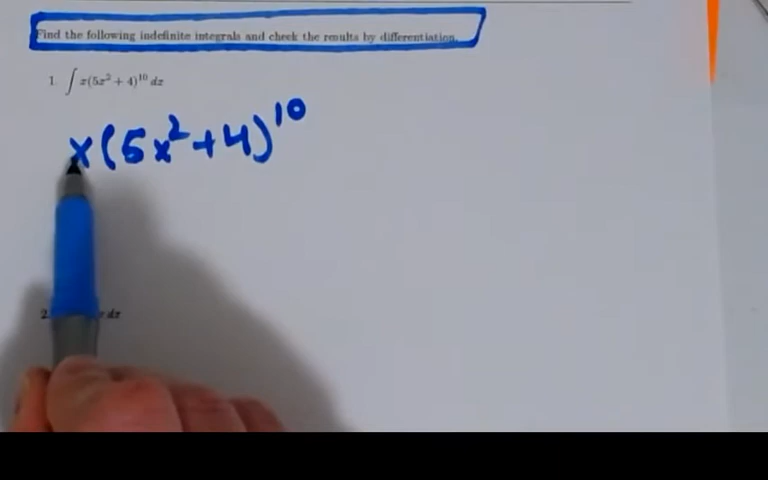 Find the following indefinite integrals and check the results by differentiation.
1. ∫ x(5x² + 4)¹⁰ dx
x(5x²+4)¹⁰
2. dx